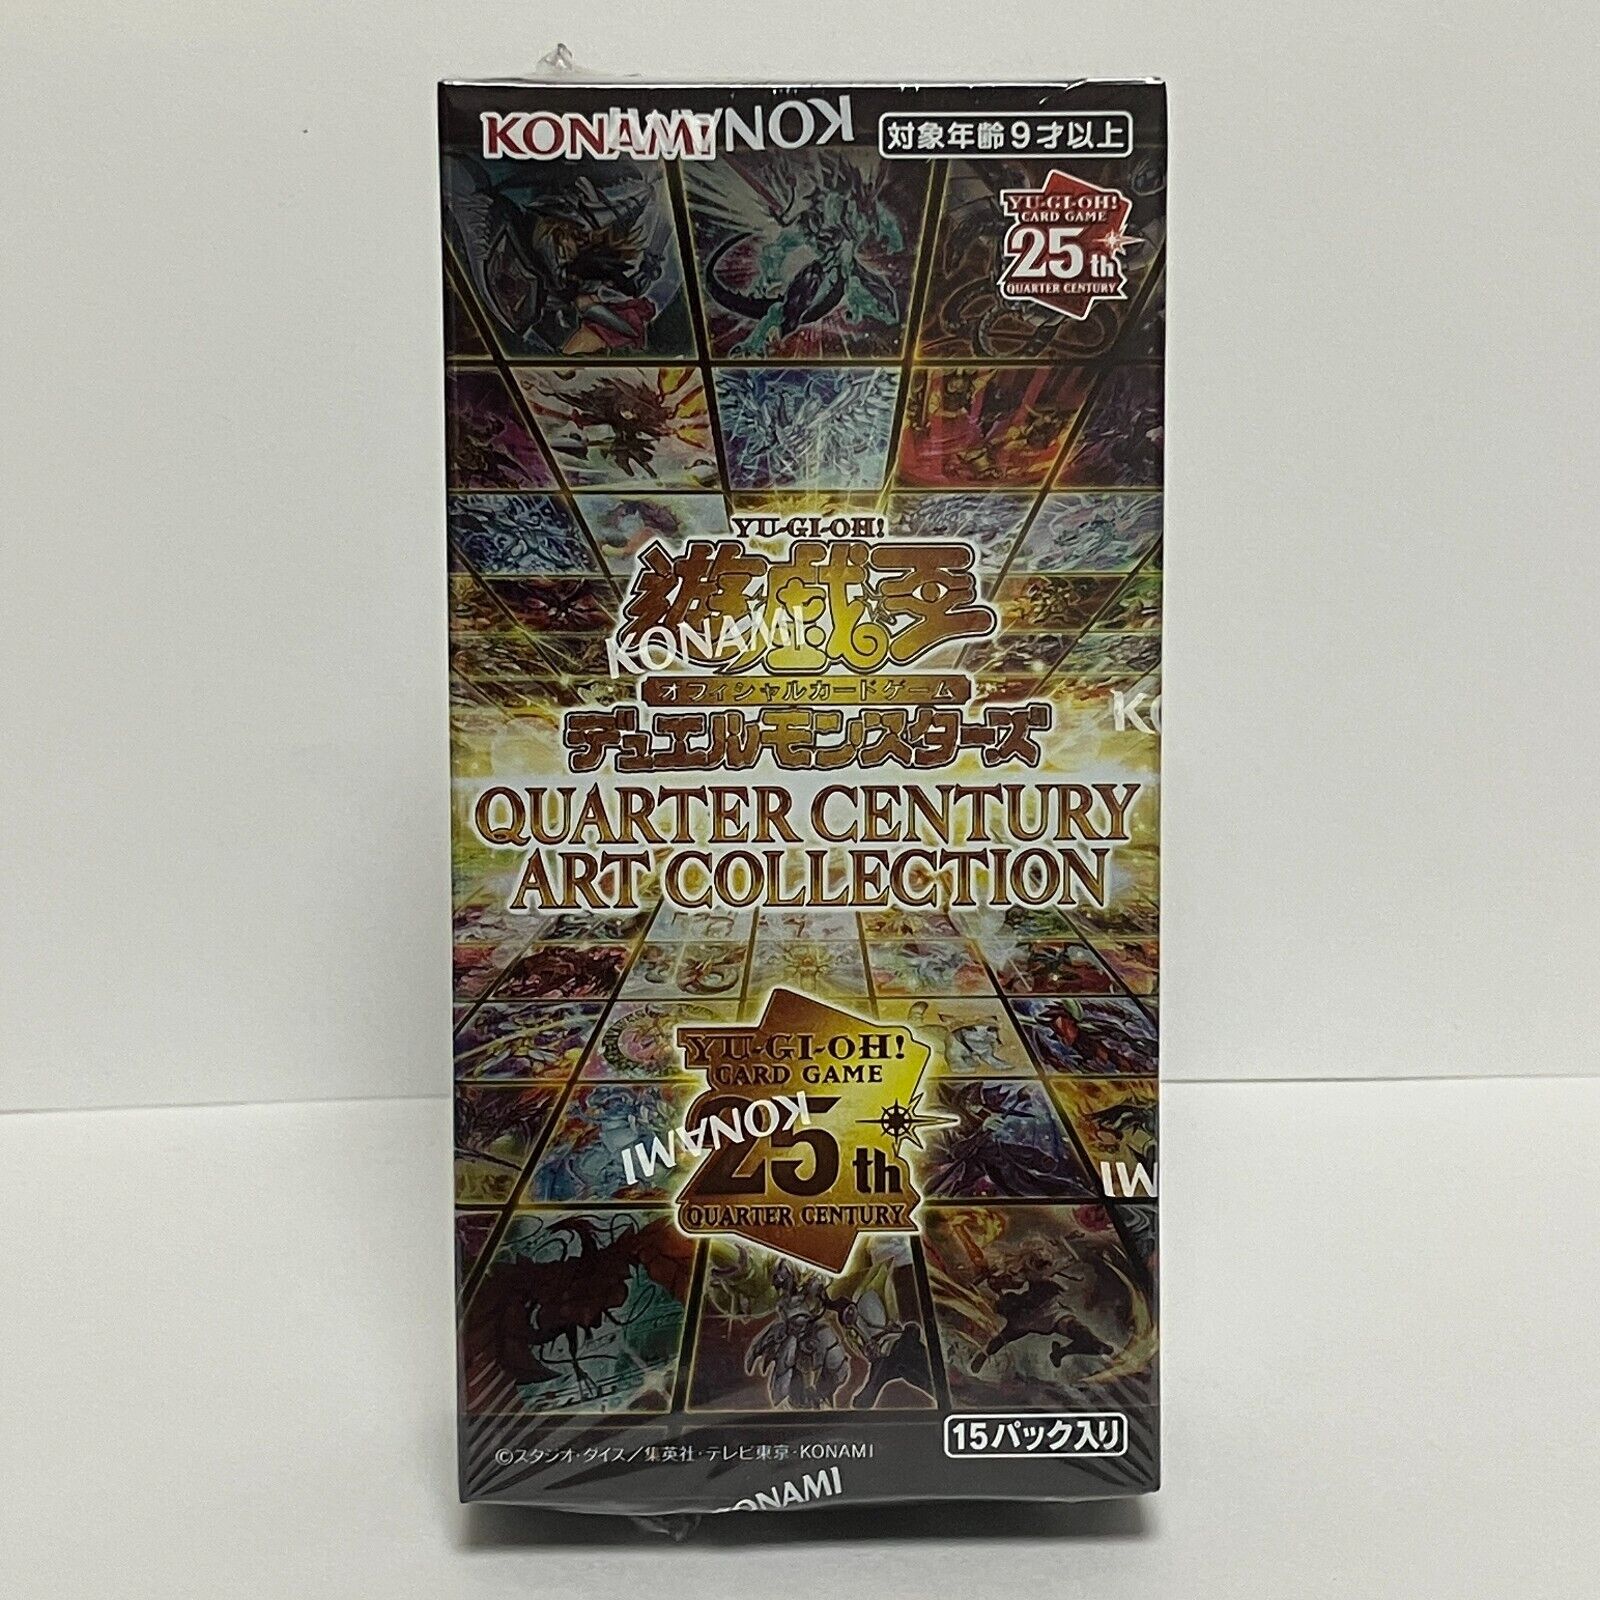 KONAMI KONAMI 対象年齢9才以上
YU-GI-OH!
CARD GAME
25th
QUARTER CENTURY
YU-GI-OH!
遊戯王
KONAMI
オフィシャルカードゲーム
デュエルモンスターズ
QUARTER CENTURY
ART COLLECTION
YU-GI-OH!
CARD GAME
25th
KONAMI
QUARTER CENTURY
15パック入り
©スタジオ・ダイス/集英社・テレビ東京・KONAMI
KONAMI